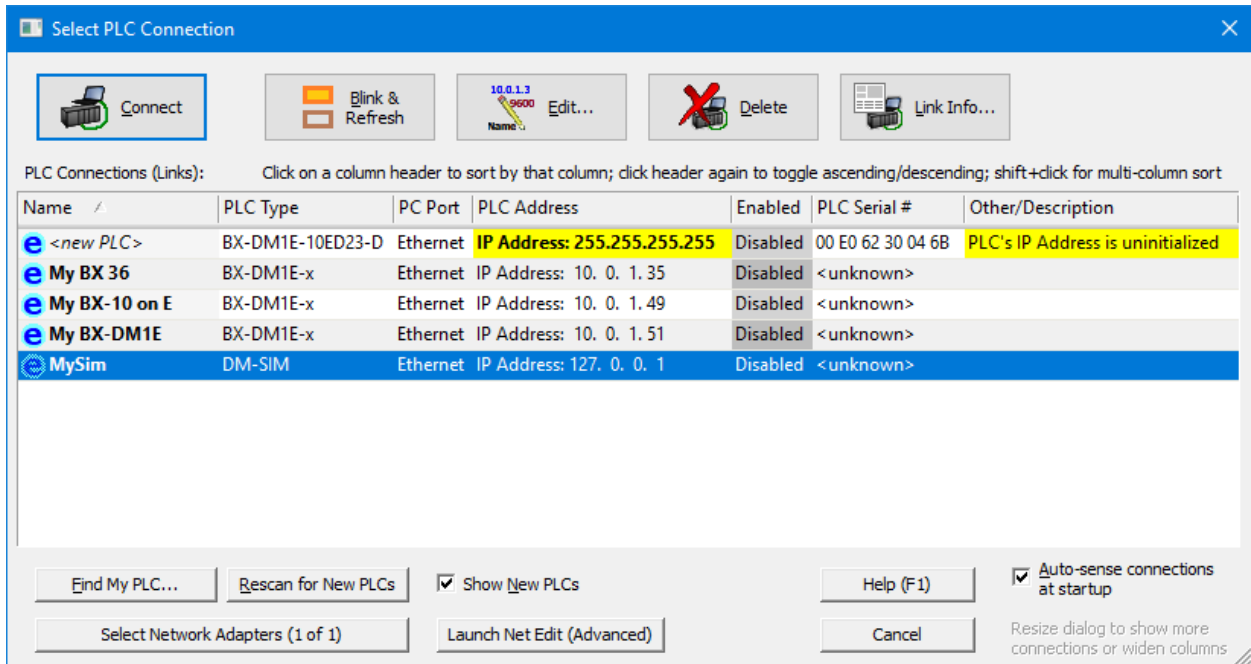 Select PLC Connection
Connect
Blink &
Refresh
10.0.1.3
9600
Name
Edit...
Delete
Link Info...
PLC Connections (Links): Click on a column header to sort by that column; click header again to toggle ascending/descending; shift+click for multi-column sort
Name PLC Type PC Port PLC Address Enabled PLC Serial # Other/Description
e <new PLC> BX-DM1E-10ED23-D Ethernet IP Address: 255.255.255.255 Disabled 00 E0 62 30 04 6B PLC's IP Address is uninitialized
e My BX 36 BX-DM1E-x Ethernet IP Address: 10. 0. 1. 35 Disabled <unknown>
e My BX-10 on E BX-DM1E-x Ethernet IP Address: 10. 0. 1. 49 Disabled <unknown>
e My BX-DM1E BX-DM1E-x Ethernet IP Address: 10. 0. 1. 51 Disabled <unknown>
e MySim DM-SIM Ethernet IP Address: 127. 0. 0. 1 Disabled <unknown>
Find My PLC... Rescan for New PLCs Show New PLCs Help (F1) Auto-sense connections
at startup
Select Network Adapters (1 of 1) Launch Net Edit (Advanced) Cancel Resize dialog to show more
connections or widen columns